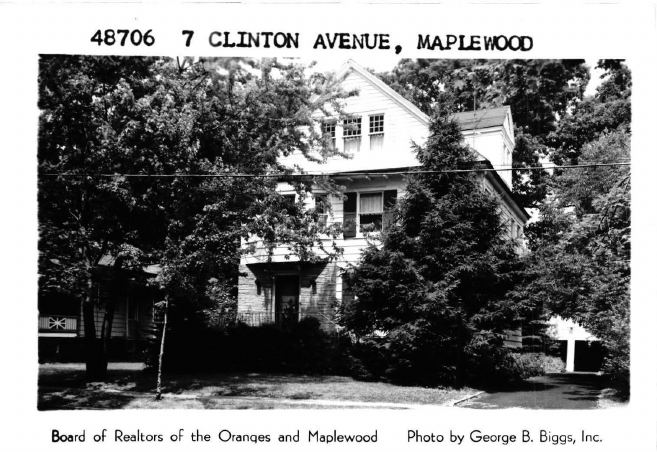 48706 7 CLINTON AVENUE, MAPLEWOOD
Board of Realtors of the Oranges and Maplewood Photo by George B. Biggs, Inc.